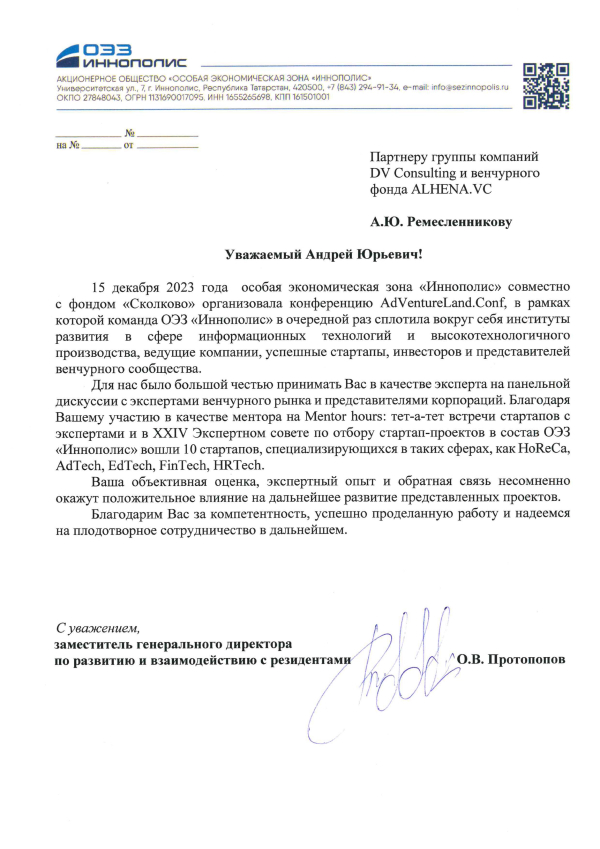 ОЭЗ
ИННОПОЛИС
АКЦИОНЕРНОЕ ОБЩЕСТВО «ОСОБАЯ ЭКОНОМИЧЕСКАЯ ЗОНА «ИННОПОЛИС»
Университетская ул., 7, г. Иннополис, Республика Татарстан, 420500, +7 (843) 294-91-34, e-mail: info@sezinnopolis.ru
ОКПО 27848043, ОГРН 1131690017095, ИНН 1655265698, КПП 161501001
____________ № ____________
на № ________ от ____________
Партнеру группы компаний
DV Consulting и венчурного
фонда ALHENA.VC
А.Ю. Ремесленникову
Уважаемый Андрей Юрьевич!
15 декабря 2023 года особая экономическая зона «Иннополис» совместно
с фондом «Сколково» организовала конференцию AdVentureLand.Conf, в рамках
которой команда ОЭЗ «Иннополис» в очередной раз сплотила вокруг себя институты
развития в сфере информационных технологий и высокотехнологичного
производства, ведущие компании, успешные стартапы, инвесторов и представителей
венчурного сообщества.
Для нас было большой честью принимать Вас в качестве эксперта на панельной
дискуссии с экспертами венчурного рынка и представителями корпораций. Благодаря
Вашему участию в качестве ментора на Mentor hours: тет-а-тет встречи стартапов с
экспертами и в XXIV Экспертном совете по отбору стартап-проектов в состав ОЭЗ
«Иннополис» вошли 10 стартапов, специализирующихся в таких сферах, как HoReCa,
AdTech, EdTech, FinTech, HRTech.
Ваша объективная оценка, экспертный опыт и обратная связь несомненно
окажут положительное влияние на дальнейшее развитие представленных проектов.
Благодарим Вас за компетентность, успешно проделанную работу и надеемся
на плодотворное сотрудничество в дальнейшем.
С уважением,
заместитель генерального директора
по развитию и взаимодействию с резидентами О.В. Протопопов